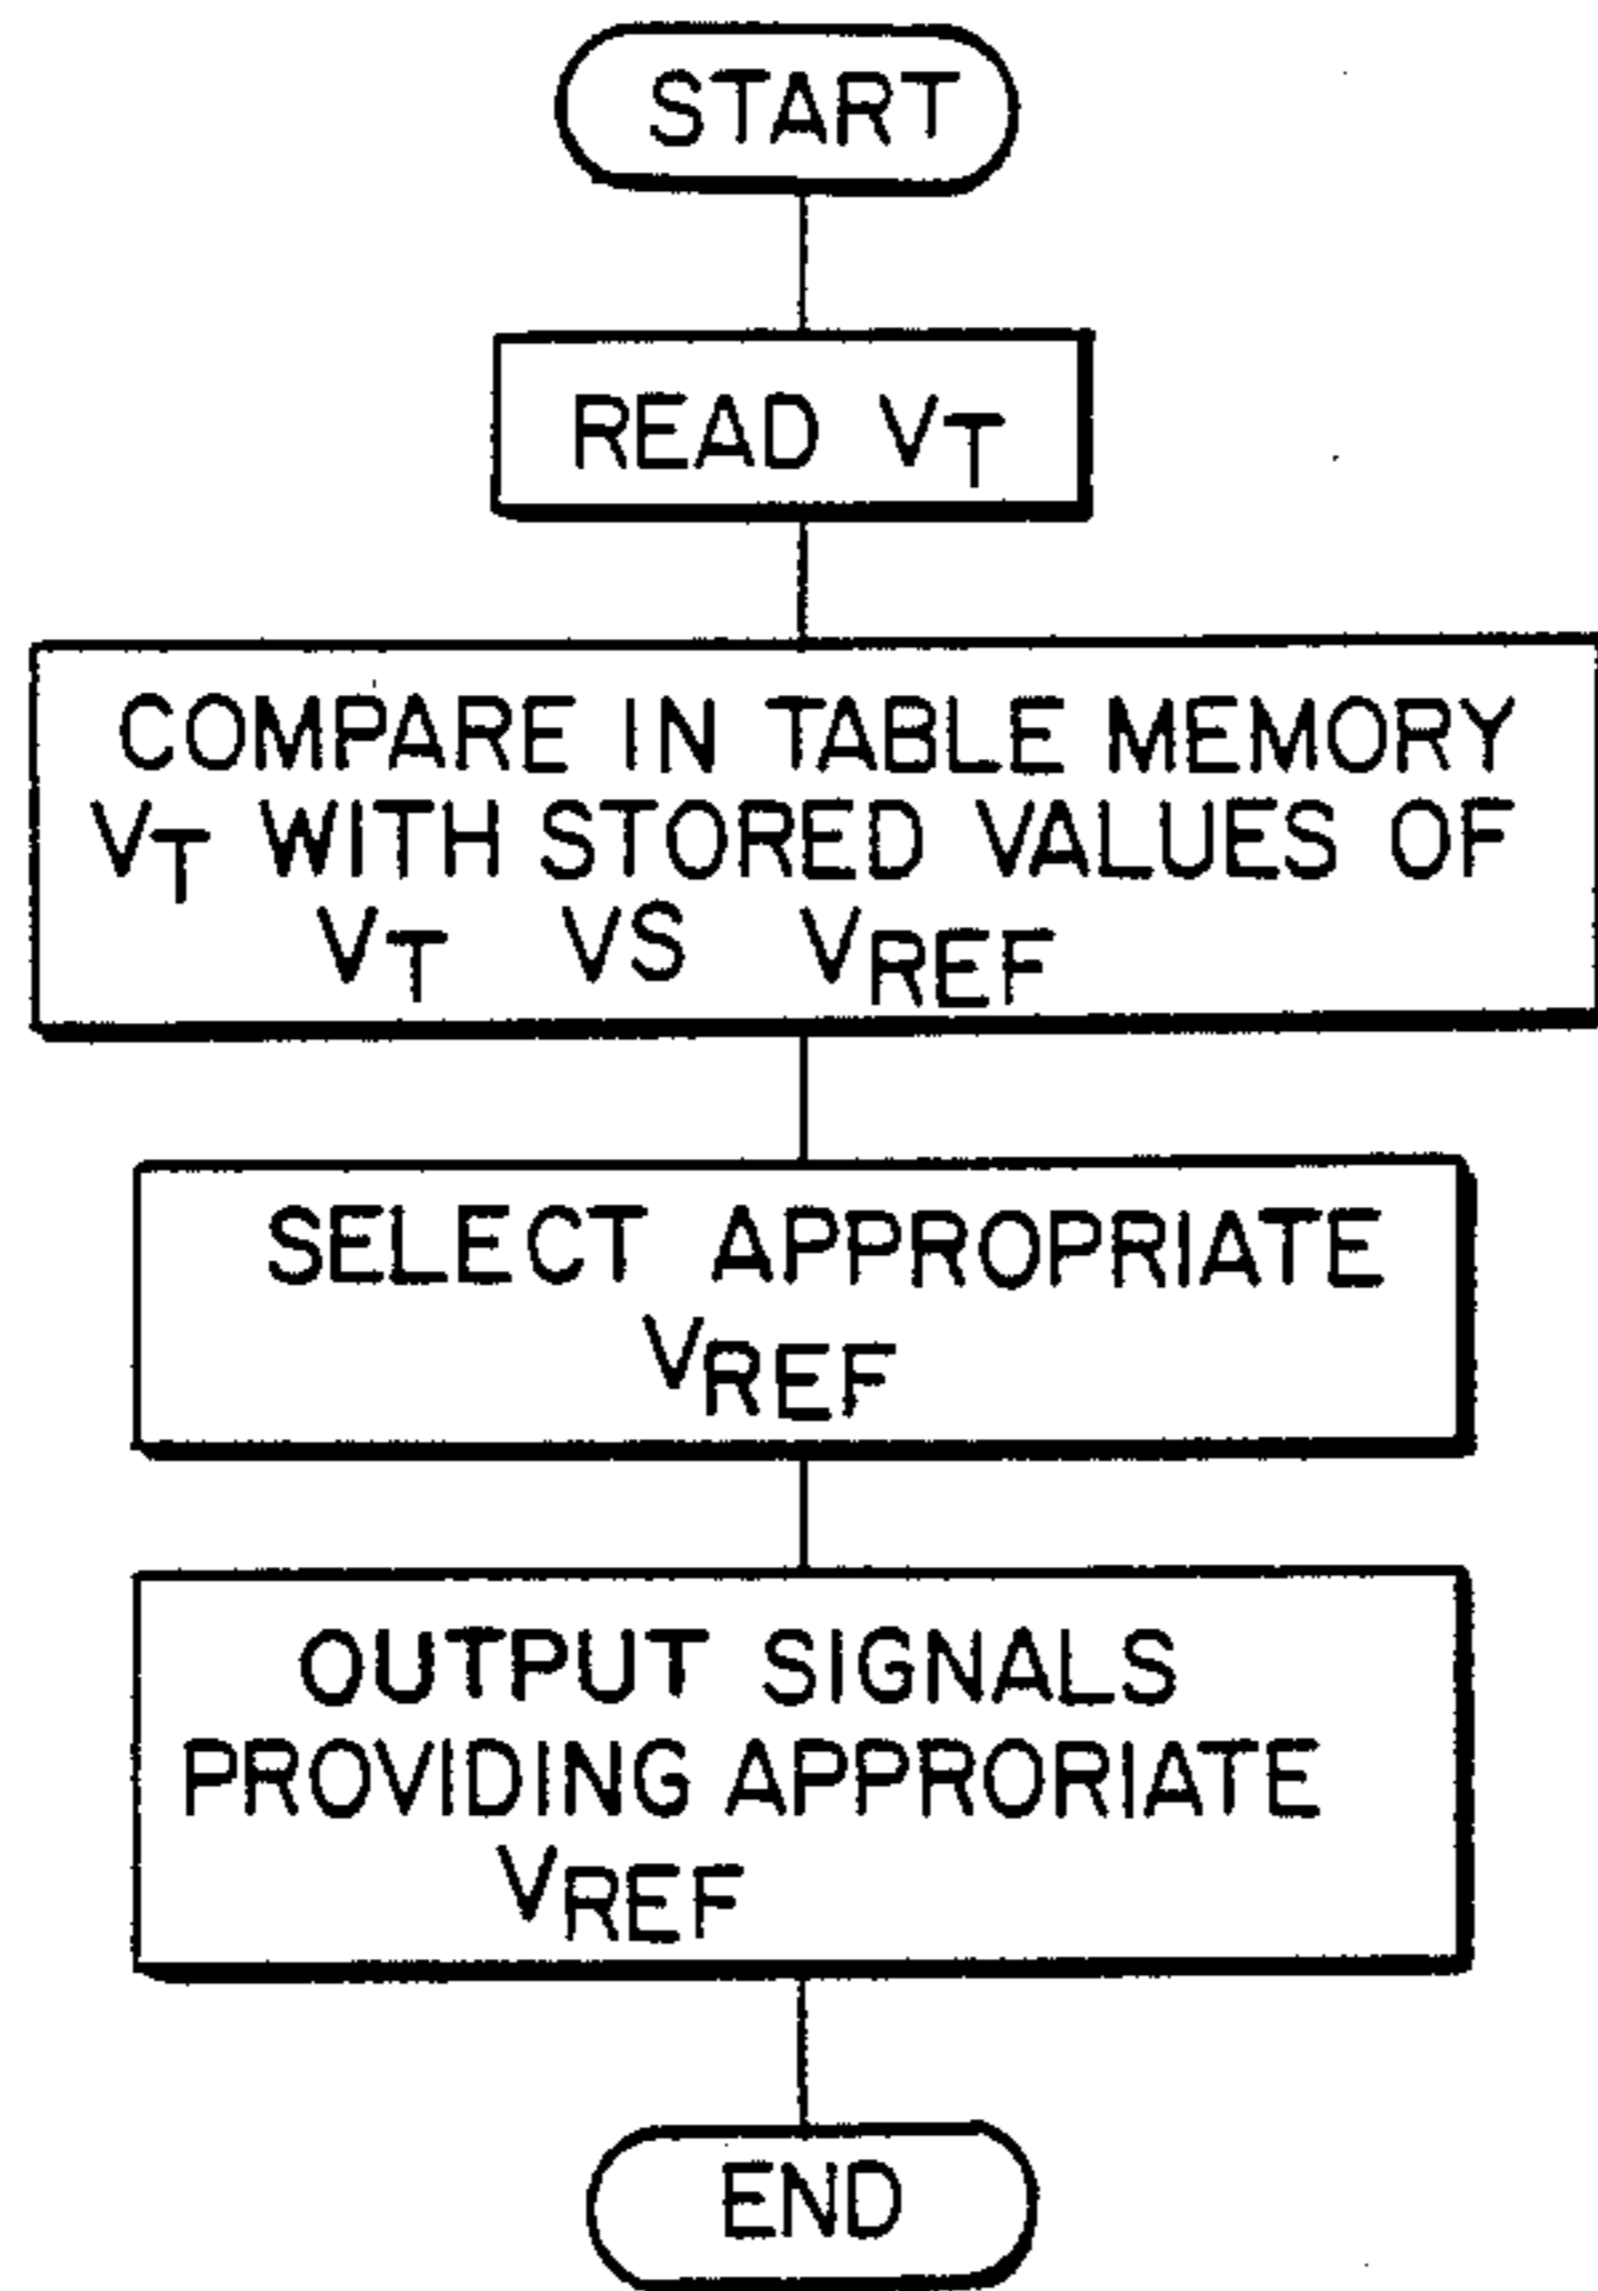 START
READ VT
COMPARE IN TABLE MEMORY
VT WITH STORED VALUES OF
VT VS VREF
SELECT APPROPRIATE
VREF
OUTPUT SIGNALS
PROVIDING APPRORIATE
VREF
END